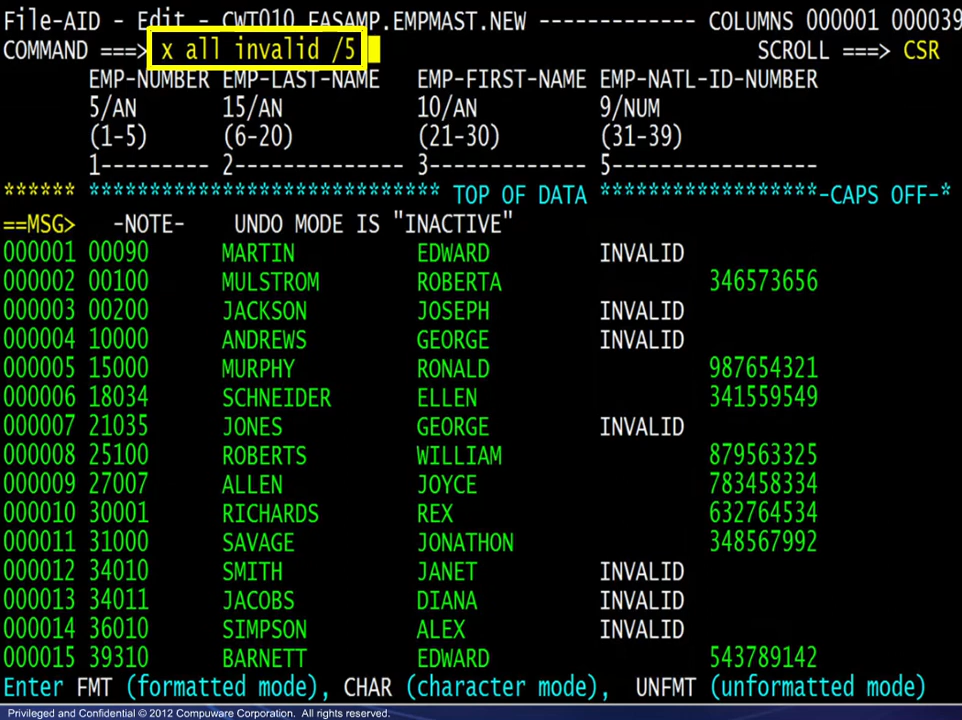 File-AID - Edit - CWT010.EASAMP.EMPMAST.NEW ------------- COLUMNS 000001 000039
COMMAND ===> x all invalid /5 SCROLL ===> CSR
EMP-NUMBER EMP-LAST-NAME EMP-FIRST-NAME EMP-NATL-ID-NUMBER
5/AN 15/AN 10/AN 9/NUM
(1-5) (6-20) (21-30) (31-39)
1--------- 2-------------- 3------------- 5-----------------
****** ***************************** TOP OF DATA ******************-CAPS OFF-*
==MSG> -NOTE- UNDO MODE IS "INACTIVE"
000001 00090 MARTIN EDWARD INVALID
000002 00100 MULSTROM ROBERTA 346573656
000003 00200 JACKSON JOSEPH INVALID
000004 10000 ANDREWS GEORGE INVALID
000005 15000 MURPHY RONALD 987654321
000006 18034 SCHNEIDER ELLEN 341559549
000007 21035 JONES GEORGE INVALID
000008 25100 ROBERTS WILLIAM 879563325
000009 27007 ALLEN JOYCE 783458334
000010 30001 RICHARDS REX 632764534
000011 31000 SAVAGE JONATHON 348567992
000012 34010 SMITH JANET INVALID
000013 34011 JACOBS DIANA INVALID
000014 36010 SIMPSON ALEX INVALID
000015 39310 BARNETT EDWARD 543789142
Enter FMT (formatted mode), CHAR (character mode), UNFMT (unformatted mode)
Privileged and Confidential © 2012 Compuware Corporation. All rights reserved.